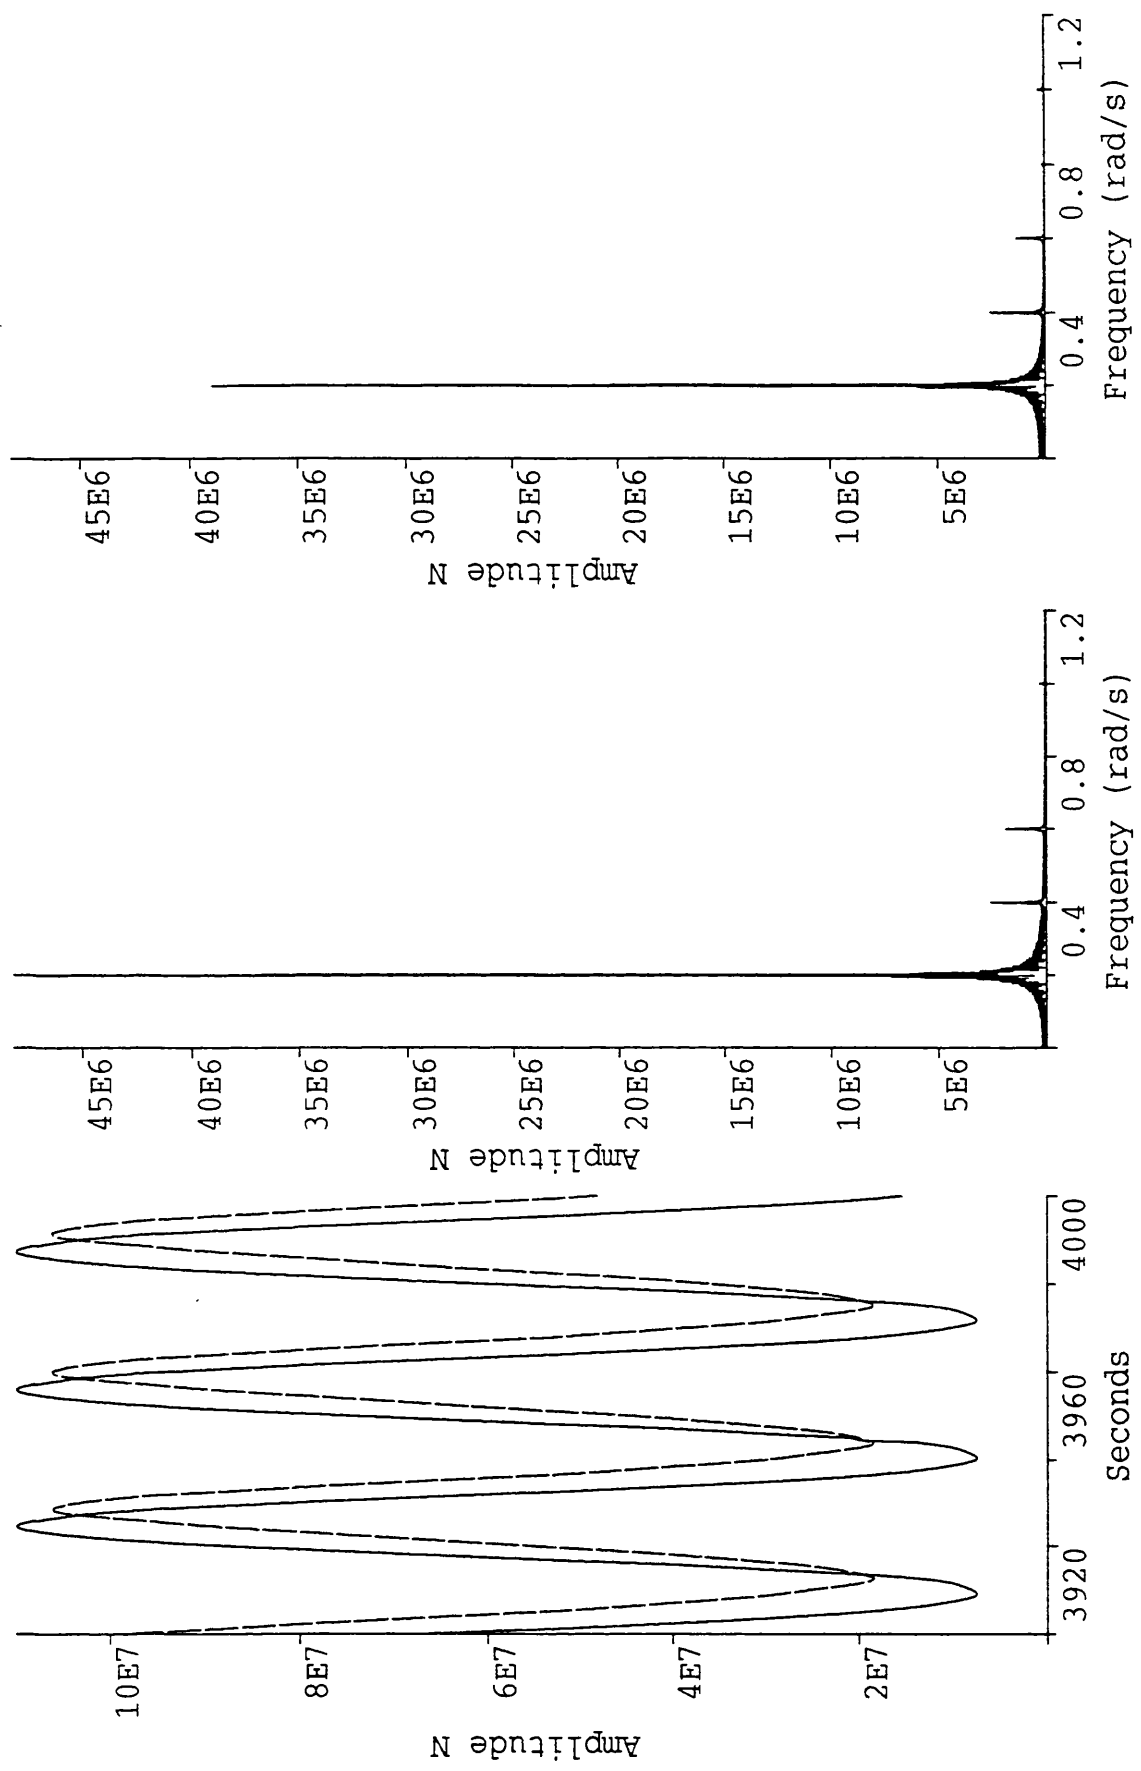 Amplitude N
10E7
8E7
6E7
4E7
2E7
3920
3960
4000
Seconds
Amplitude N
45E6
40E6
35E6
30E6
25E6
20E6
15E6
10E6
5E6
0.4
0.8
1.2
Frequency (rad/s)
Amplitude N
45E6
40E6
35E6
30E6
25E6
20E6
15E6
10E6
5E6
0.4
0.8
1.2
Frequency (rad/s)